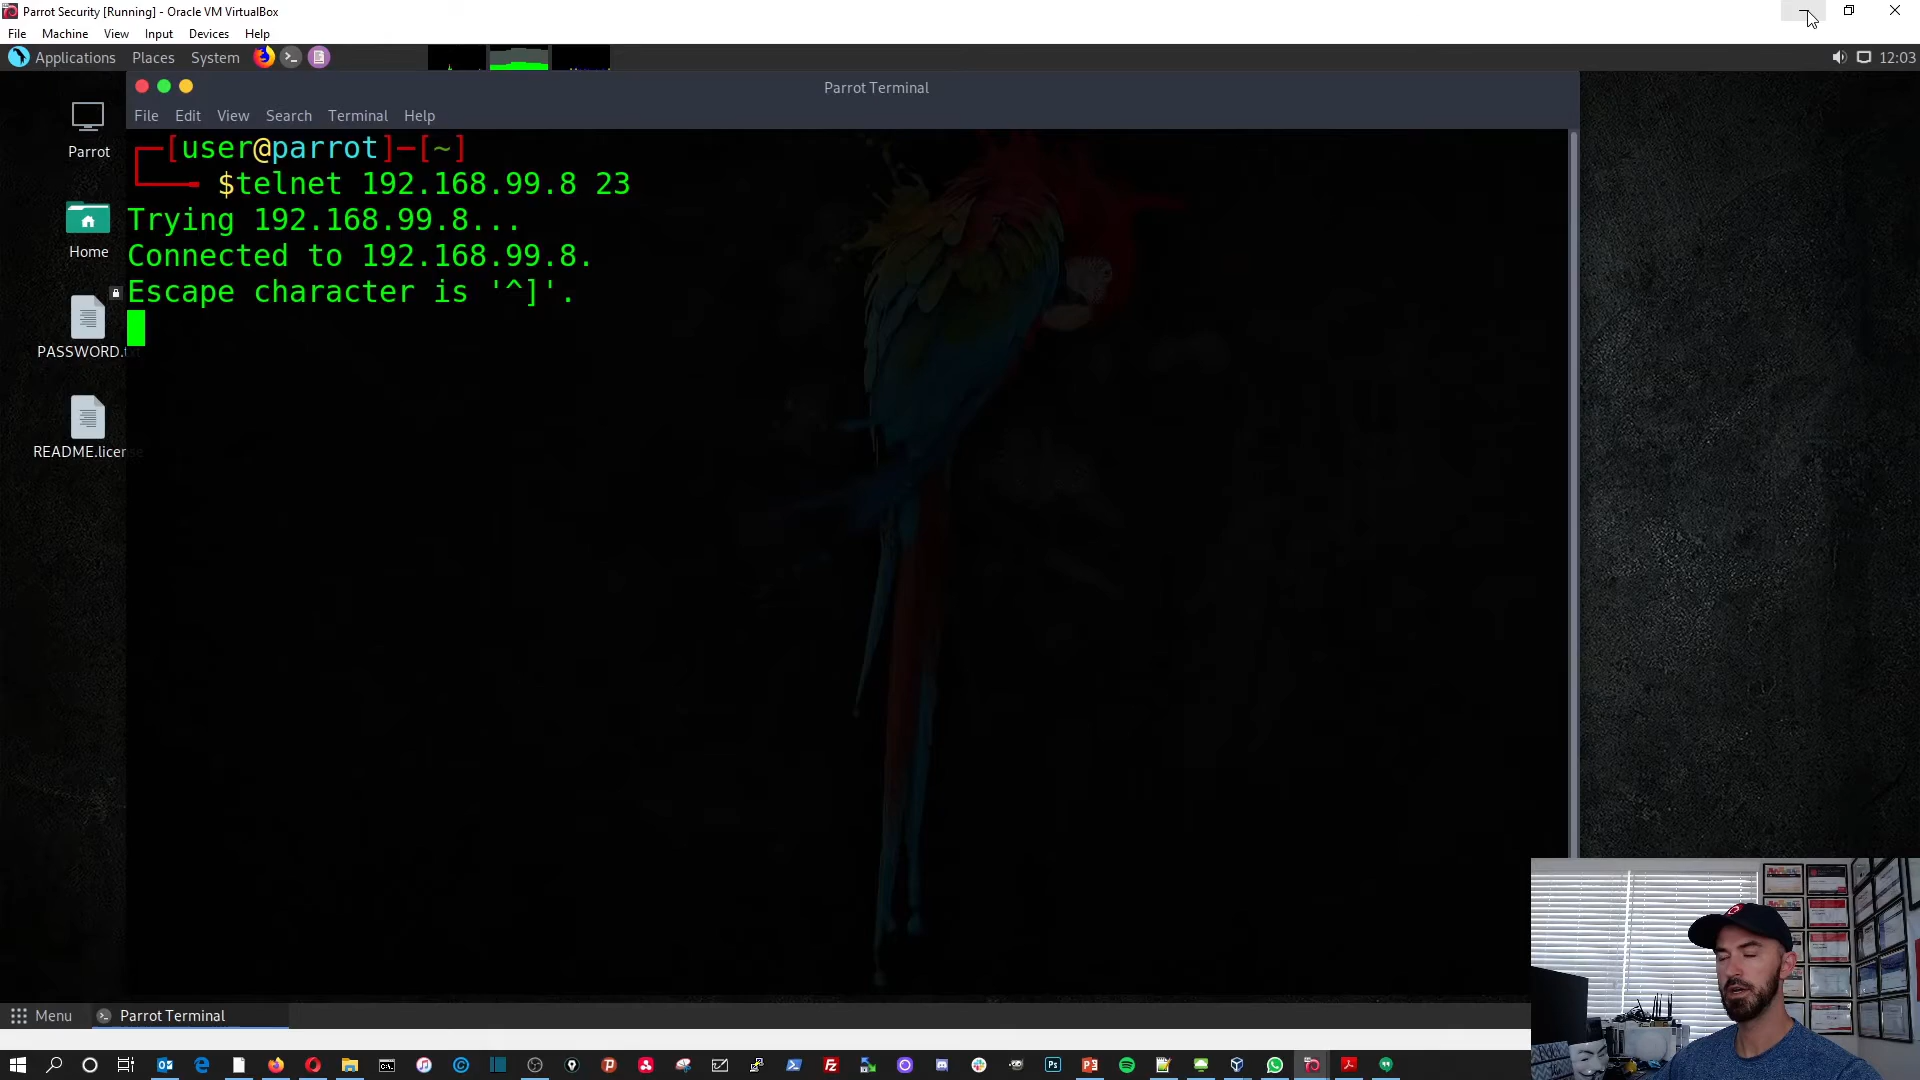 Parrot Security [Running] - Oracle VM VirtualBox
File Machine View Input Devices Help
Applications Places System 12:03
Parrot Terminal
File Edit View Search Terminal Help
[user@parrot]─[~]
$telnet 192.168.99.8 23
Trying 192.168.99.8...
Connected to 192.168.99.8.
Escape character is '^]'.
Parrot
Home
PASSWORD.txt
README.license
Menu Parrot Terminal